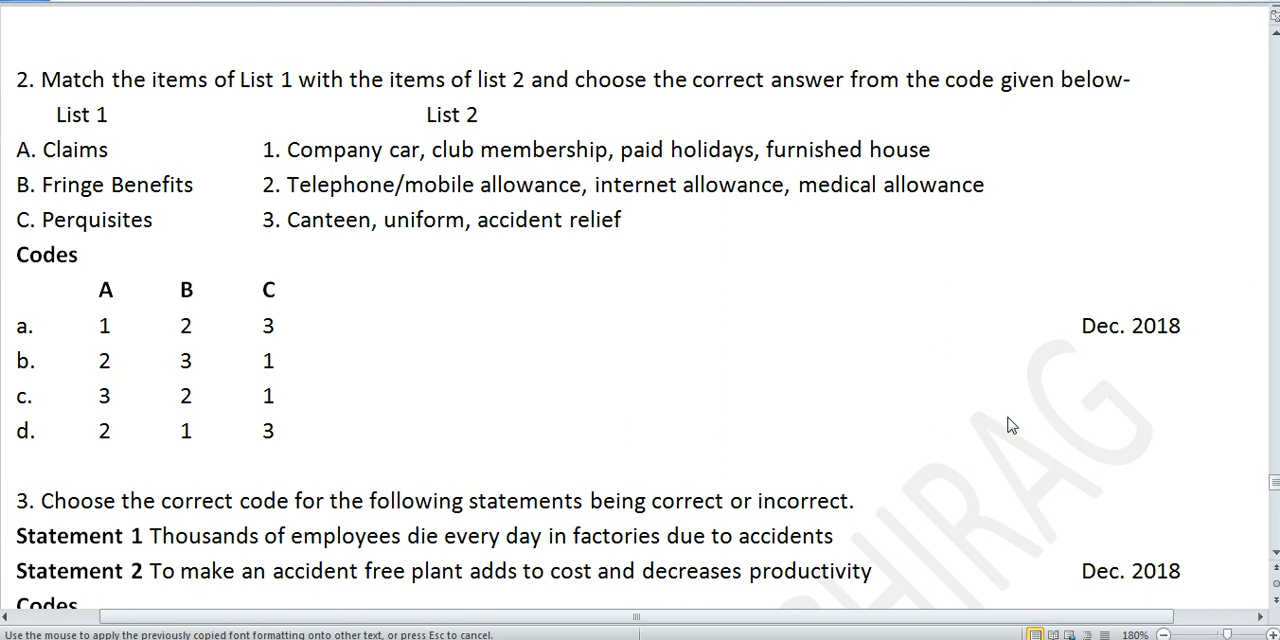 2. Match the items of List 1 with the items of list 2 and choose the correct answer from the code given below-
List 1 List 2
A. Claims 1. Company car, club membership, paid holidays, furnished house
B. Fringe Benefits 2. Telephone/mobile allowance, internet allowance, medical allowance
C. Perquisites 3. Canteen, uniform, accident relief
Codes
A B C
a. 1 2 3 Dec. 2018
b. 2 3 1
c. 3 2 1
d. 2 1 3
3. Choose the correct code for the following statements being correct or incorrect.
Statement 1 Thousands of employees die every day in factories due to accidents
Statement 2 To make an accident free plant adds to cost and decreases productivity Dec. 2018
Codes
HIRAG
Use the mouse to apply the previously copied font formatting onto other text, or press Esc to cancel. 180%